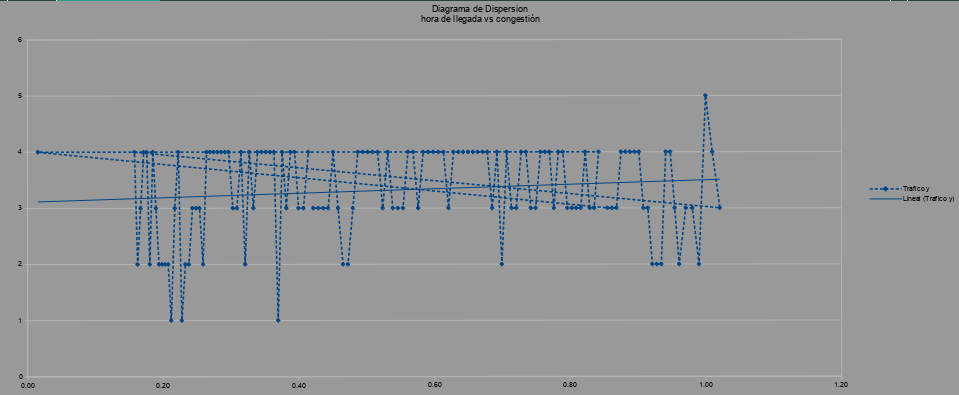 Diagrama de Dispersion
hora de llegada vs congestión
6
5
4
3
2
1
0
0.00 0.20 0.40 0.60 0.80 1.00 1.20
Trafico y
Lineal (Trafico y)